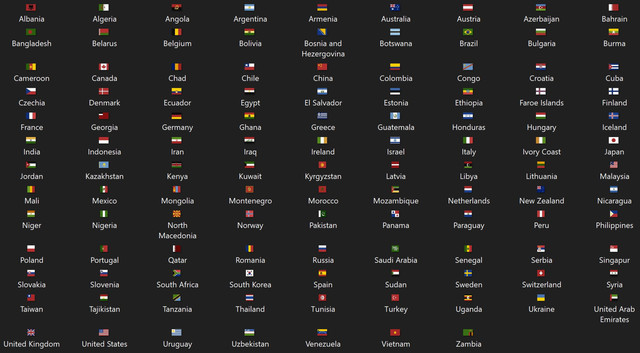 Albania Algeria Angola Argentina Armenia Australia Austria Azerbaijan Bahrain
Bangladesh Belarus Belgium Bolivia Bosnia and Botswana Brazil Bulgaria Burma
Hezergovina
Cameroon Canada Chad Chile China Colombia Congo Croatia Cuba
Czechia Denmark Ecuador Egypt El Salvador Estonia Ethiopia Faroe Islands Finland
France Georgia Germany Ghana Greece Guatemala Honduras Hungary Iceland
India Indonesia Iran Iraq Ireland Israel Italy Ivory Coast Japan
Jordan Kazakhstan Kenya Kuwait Kyrgyzstan Latvia Libya Lithuania Malaysia
Mali Mexico Mongolia Montenegro Morocco Mozambique Netherlands New Zealand Nicaragua
Niger Nigeria North Norway Pakistan Panama Paraguay Peru Philippines
Macedonia
Poland Portugal Qatar Romania Russia Saudi Arabia Senegal Serbia Singapur
Slovakia Slovenia South Africa South Korea Spain Sudan Sweden Switzerland Syria
Taiwan Tajikistan Tanzania Thailand Tunisia Turkey Uganda Ukraine United Arab
Emirates
United Kingdom United States Uruguay Uzbekistan Venezuela Vietnam Zambia